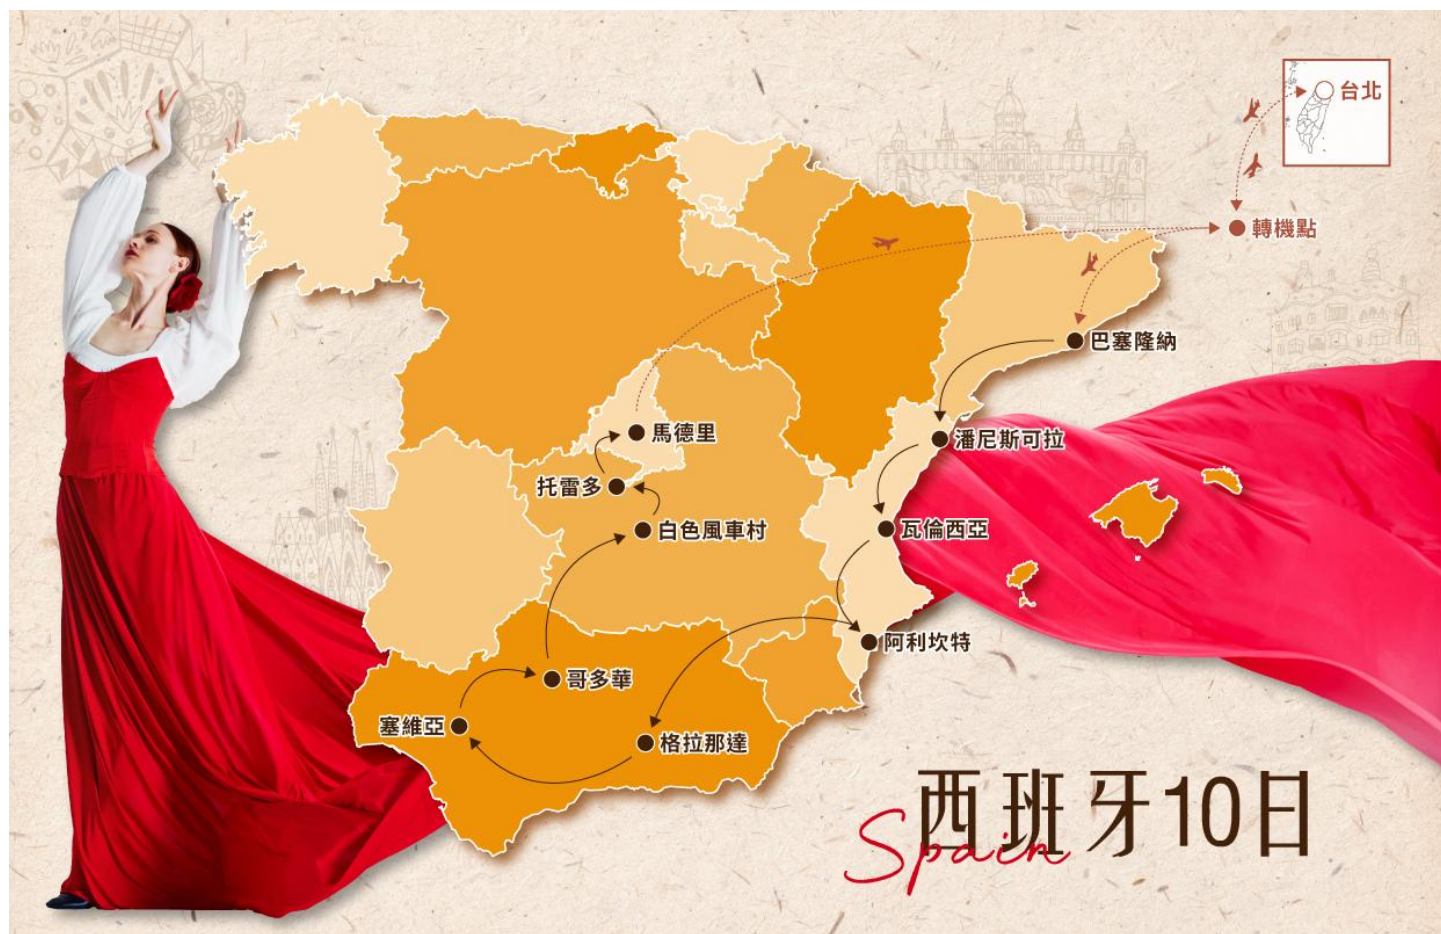 台北
轉機點
巴塞隆納
馬德里
潘尼斯可拉
托雷多
白色風車村
瓦倫西亞
阿利坎特
哥多華
塞維亞
格拉那達
西班牙10日
Spain